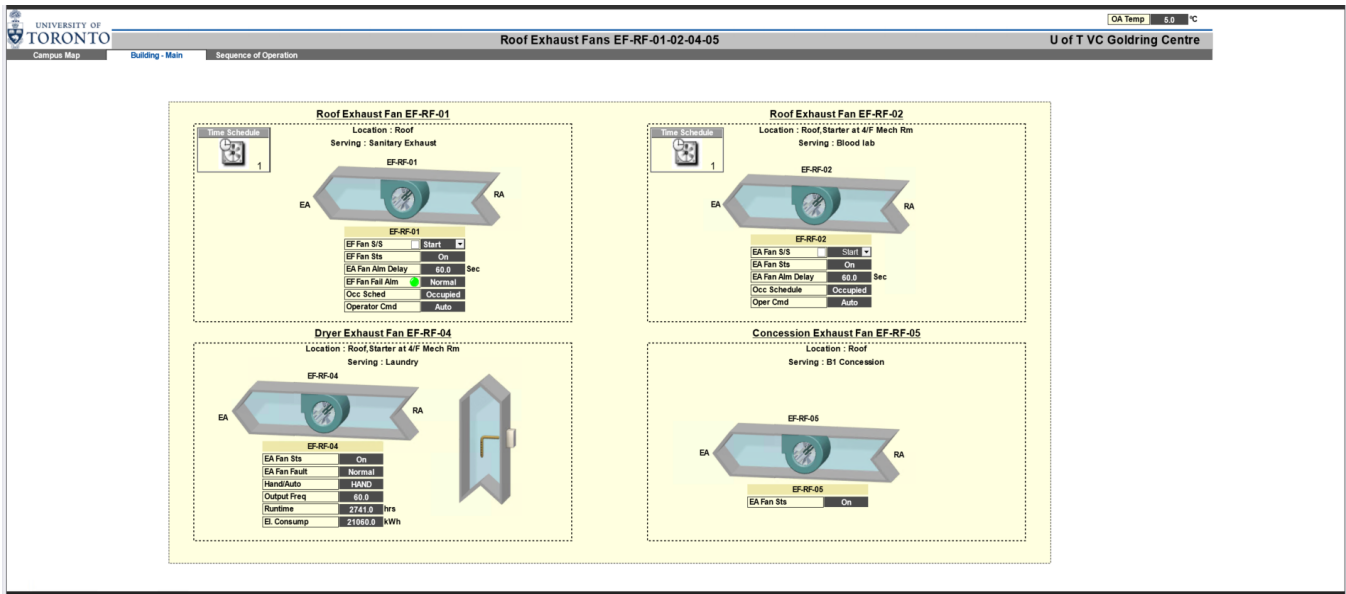 UNIVERSITY OF
TORONTO
OA Temp 5.0 °C
Roof Exhaust Fans EF-RF-01-02-04-05
U of T VC Goldring Centre
Campus Map
Building - Main
Sequence of Operation
Roof Exhaust Fan EF-RF-01
Time Schedule
1
Location : Roof
Serving : Sanitary Exhaust
EF-RF-01
EA
RA
EF-RF-01
EF Fan S/S Start
EF Fan Sts On
EA Fan Alm Delay 60.0 Sec
EF Fan Fail Alm Normal
Occ Sched Occupied
Operator Cmd Auto
Roof Exhaust Fan EF-RF-02
Time Schedule
1
Location : Roof,Starter at 4/F Mech Rm
Serving : Blood lab
EF-RF-02
EA
RA
EF-RF-02
EA Fan S/S Start
EA Fan Sts On
EA Fan Alm Delay 60.0 Sec
Occ Schedule Occupied
Oper Cmd Auto
Dryer Exhaust Fan EF-RF-04
Location : Roof,Starter at 4/F Mech Rm
Serving : Laundry
EF-RF-04
EA
RA
EF-RF-04
EA Fan Sts On
EA Fan Fault Normal
Hand/Auto HAND
Output Freq 60.0
Runtime 2741.0 hrs
El. Consump 21060.0 kWh
Concession Exhaust Fan EF-RF-05
Location : Roof
Serving : B1 Concession
EF-RF-05
EA
RA
EF-RF-05
EA Fan Sts On